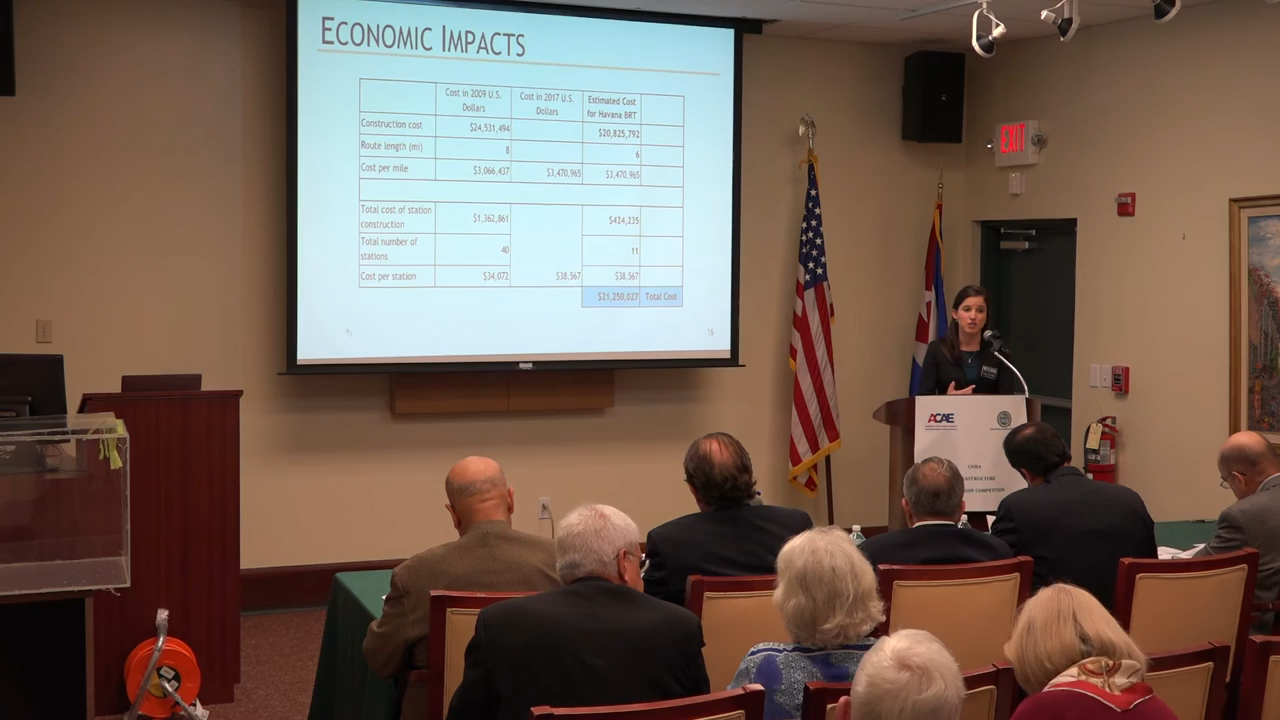 ECONOMIC IMPACTS
Cost in 2009 U.S. Dollars
Cost in 2017 U.S. Dollars
Estimated Cost for Havana BRT
Construction cost $24,531,494 $20,825,792
Route length (mi) 8 6
Cost per mile $3,066,437 $3,470,965 $3,470,965
Total cost of station construction $1,362,861 $424,235
Total number of stations 40 11
Cost per station $34,072 $38,567 $38,567
$21,250,027 Total Cost
16
EXIT
ACAE
CUBA